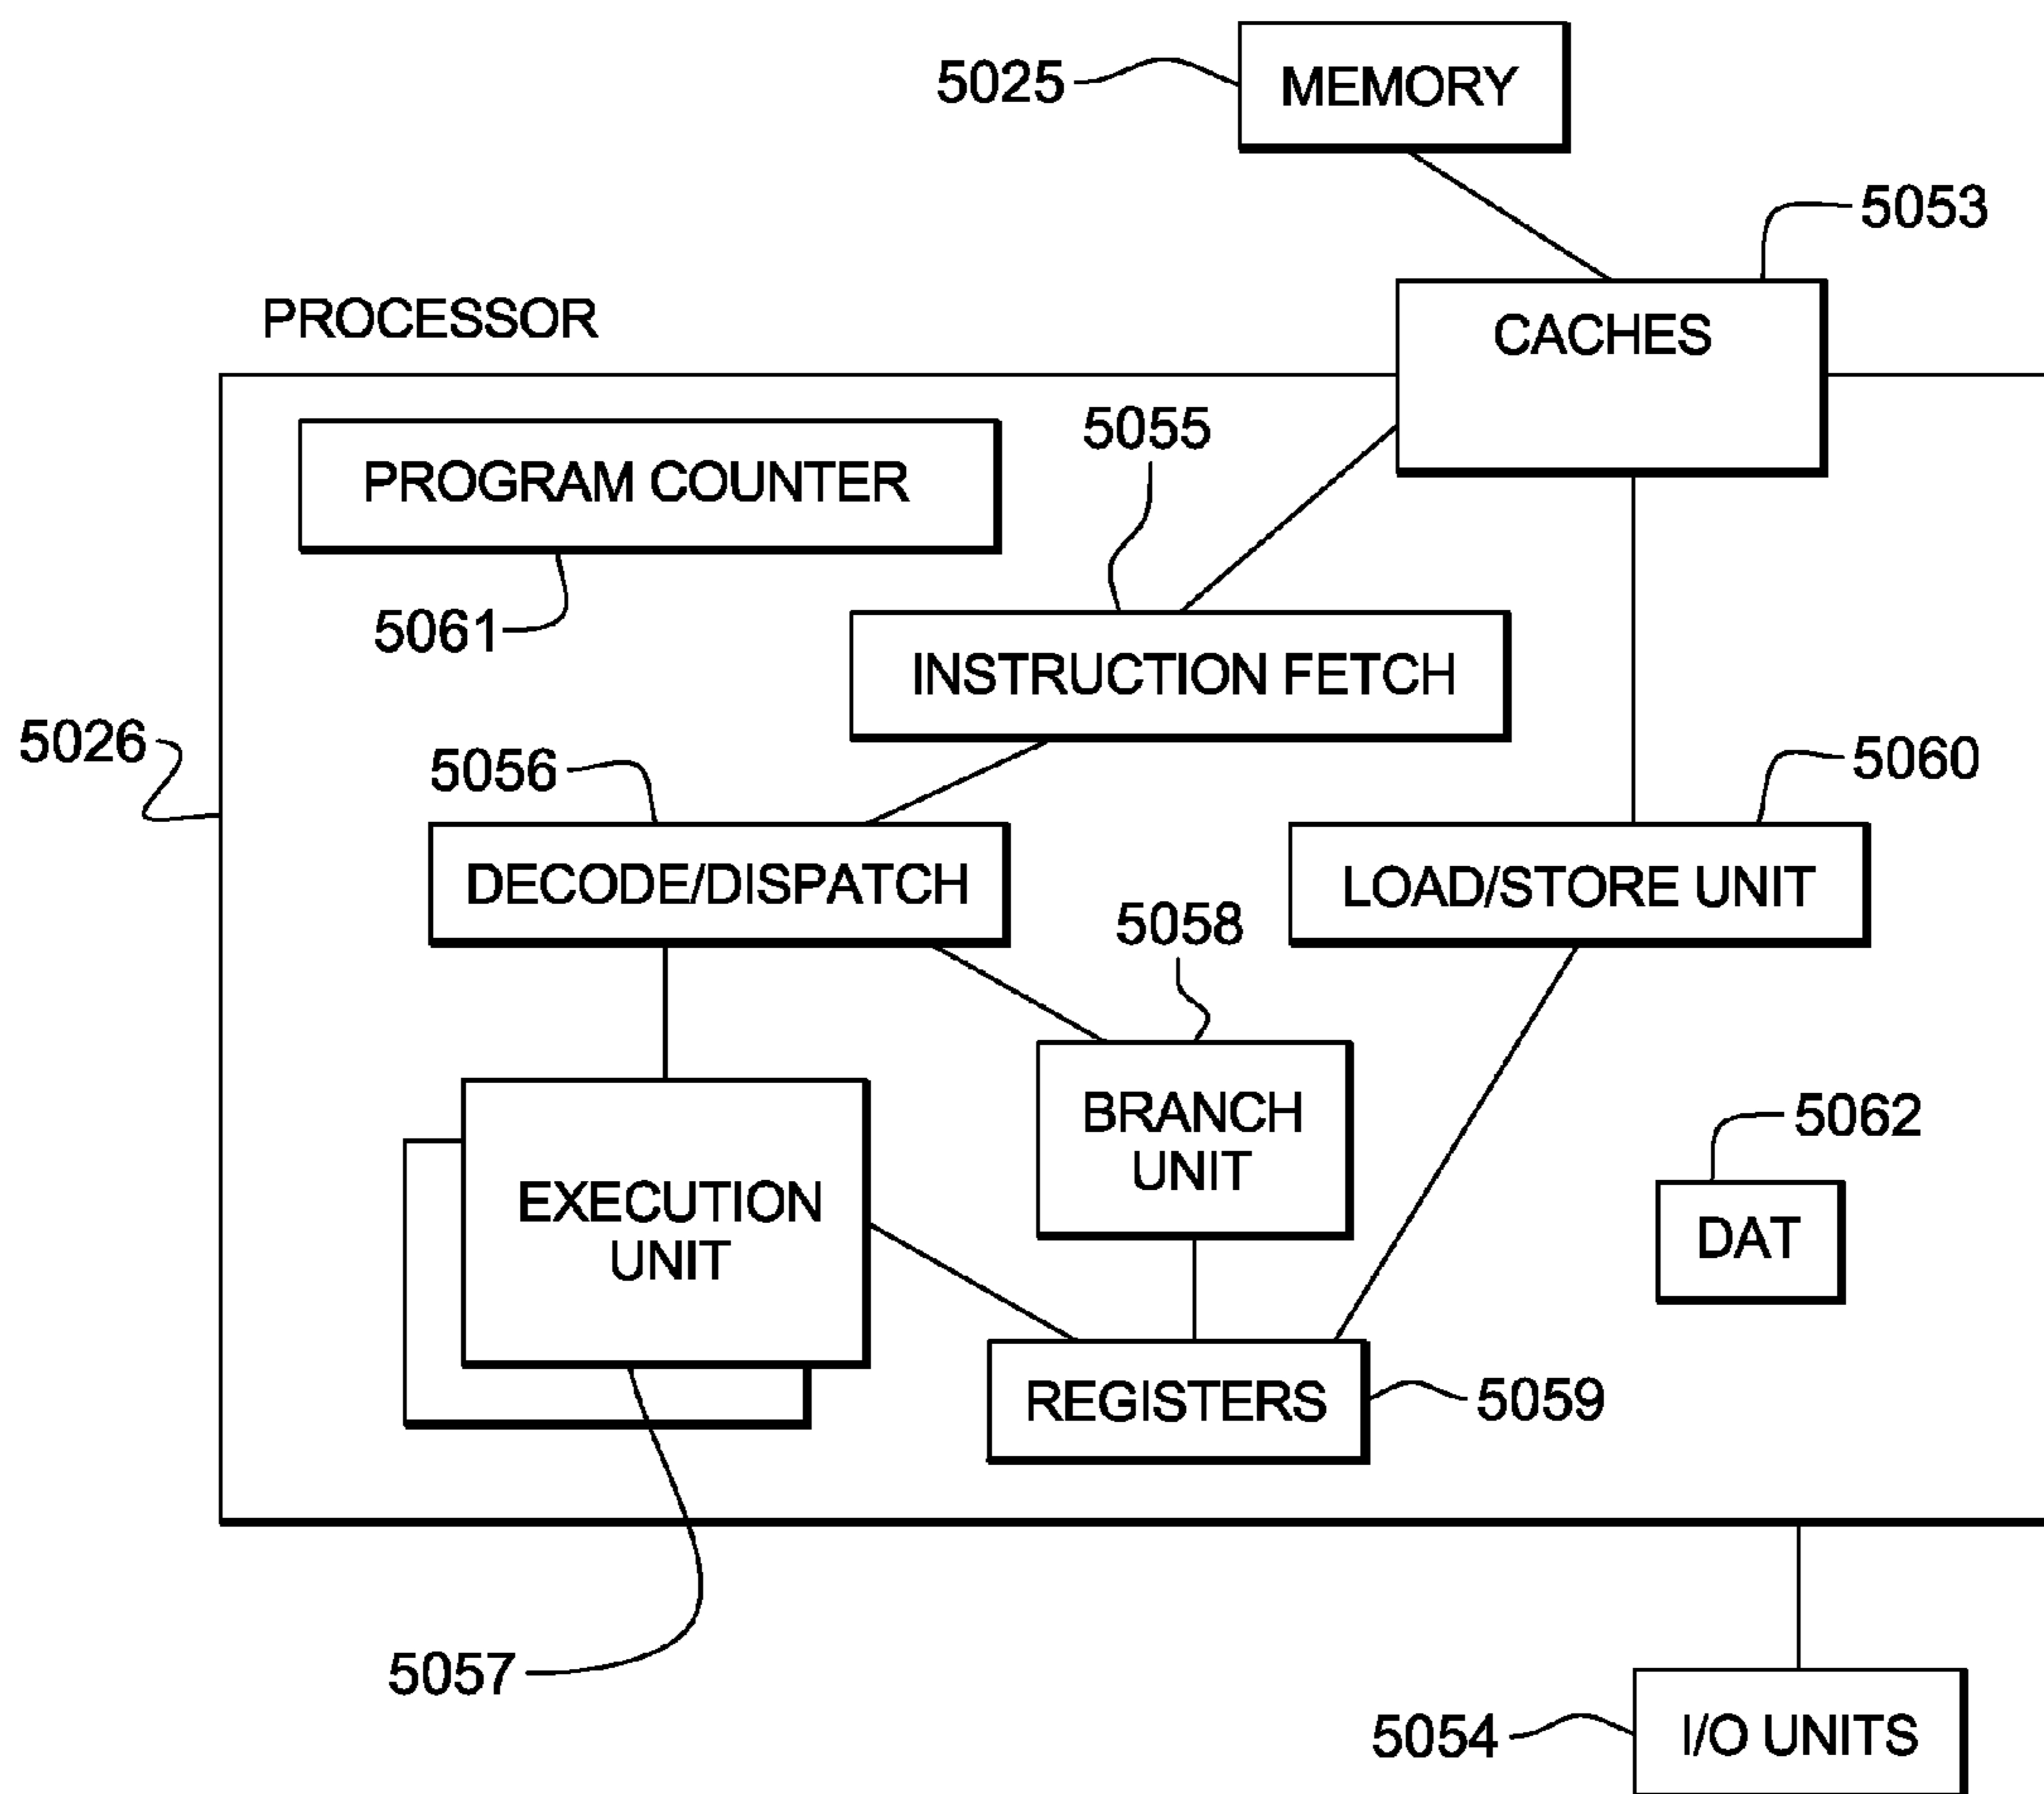 5025
MEMORY
5053
PROCESSOR
CACHES
5055
PROGRAM COUNTER
5061
INSTRUCTION FETCH
5026
5056
5060
DECODE/DISPATCH
LOAD/STORE UNIT
5058
BRANCH
UNIT
5062
EXECUTION
UNIT
DAT
REGISTERS
5059
5057
5054
I/O UNITS